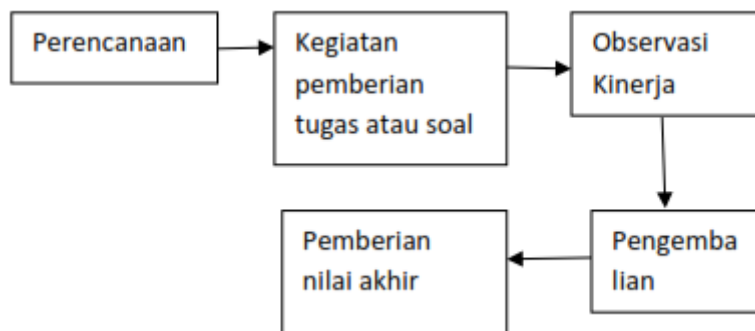 Perencanaan
Kegiatan
pemberian
tugas atau soal
Observasi
Kinerja
Pengemba
lian
Pemberian
nilai akhir